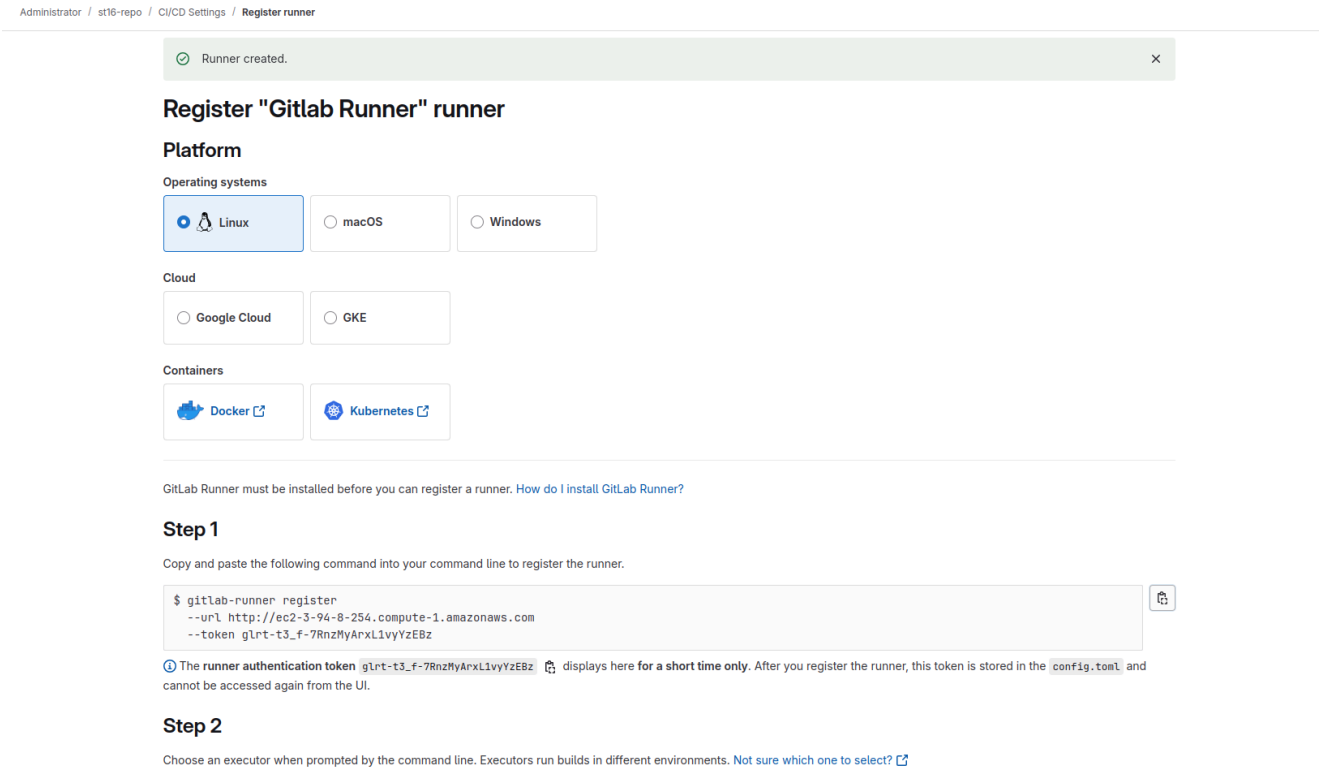 Administrator / st16-repo / CI/CD Settings / Register runner
Runner created.
Register "Gitlab Runner" runner
Platform
Operating systems
Linux
macOS
Windows
Cloud
Google Cloud
GKE
Containers
Docker
Kubernetes
GitLab Runner must be installed before you can register a runner. How do I install GitLab Runner?
Step 1
Copy and paste the following command into your command line to register the runner.
$ gitlab-runner register
--url http://ec2-3-94-8-254.compute-1.amazonaws.com
--token glrt-t3_f-7RnzMyArxL1vyYzEBz
The runner authentication token glrt-t3_f-7RnzMyArxL1vyYzEBz displays here for a short time only. After you register the runner, this token is stored in the config.toml and
cannot be accessed again from the UI.
Step 2
Choose an executor when prompted by the command line. Executors run builds in different environments. Not sure which one to select?